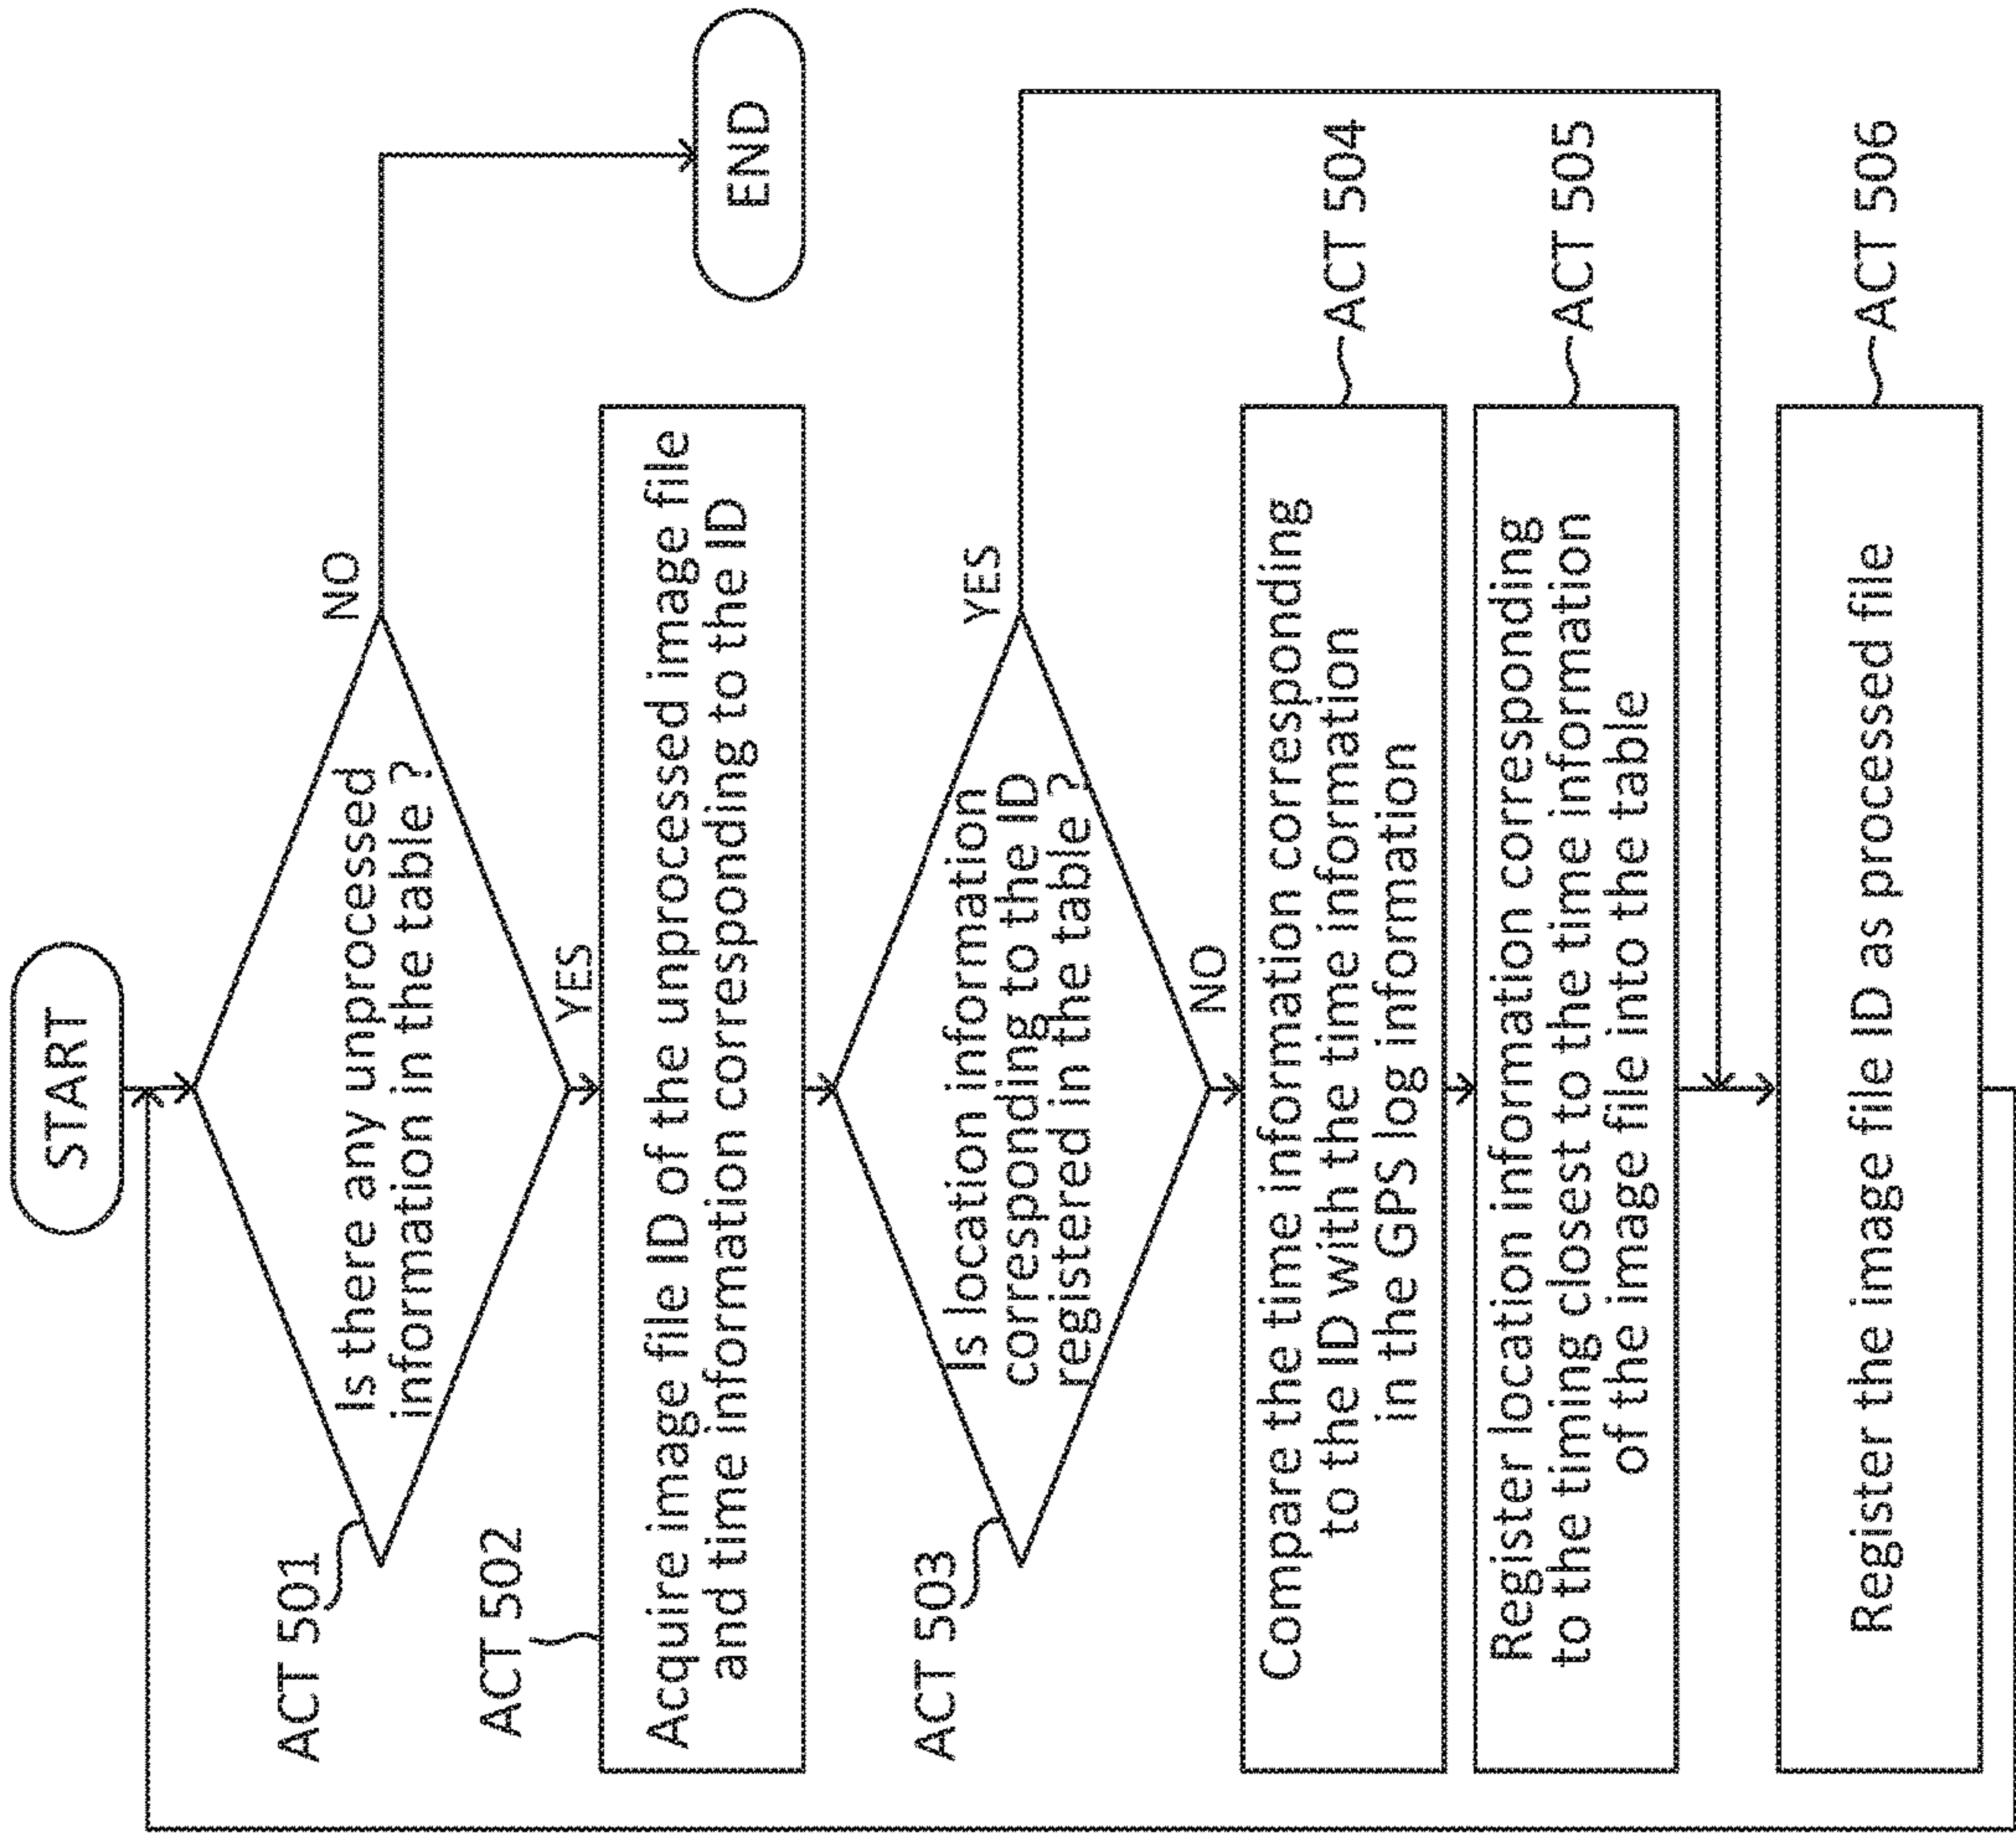 START
ACT 501
Is there any unprocessed
information in the table ?
NO
YES
END
ACT 502
Acquire image file ID of the unprocessed image file
and time information corresponding to the ID
ACT 503
Is location information
corresponding to the ID
registered in the table ?
YES
NO
Compare the time information corresponding
to the ID with the time information
in the GPS log information
ACT 504
Register location information corresponding
to the timing closest to the time information
of the image file into the table
ACT 505
Register the image file ID as processed file
ACT 506